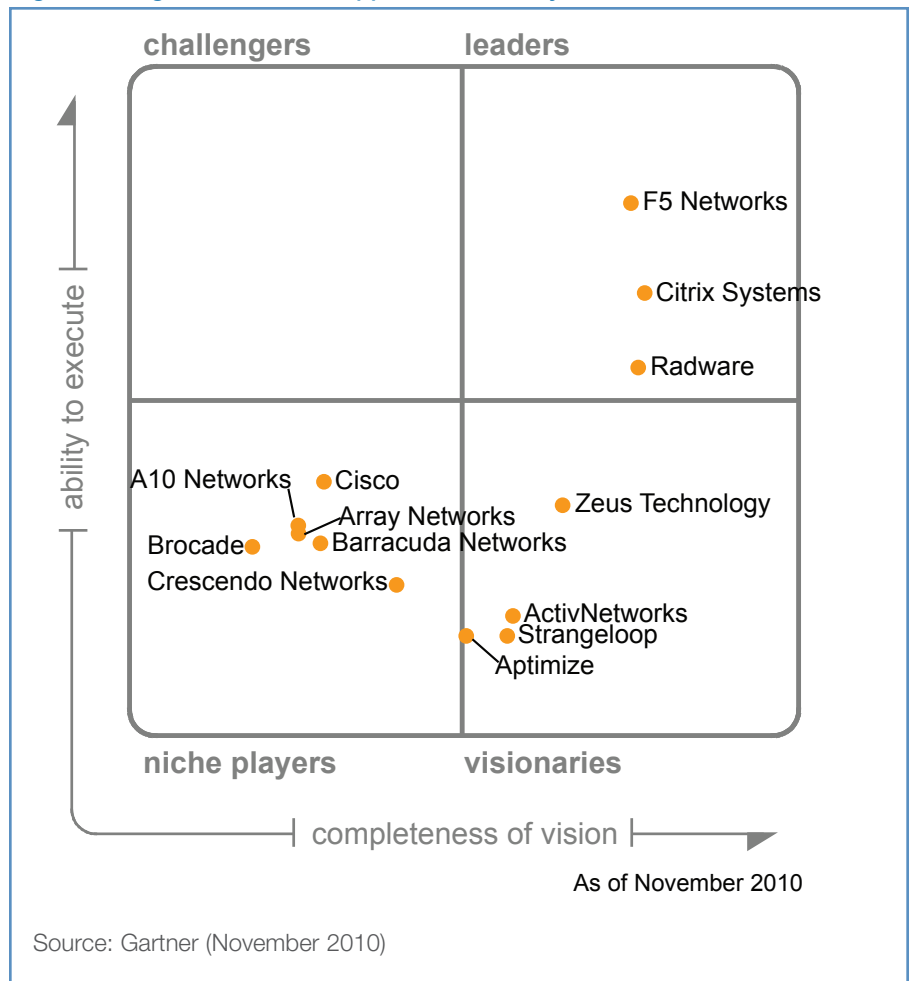 challengers
leaders
F5 Networks
Citrix Systems
Radware
ability to execute
A10 Networks
Cisco
Array Networks
Zeus Technology
Brocade
Barracuda Networks
Crescendo Networks
ActivNetworks
Strangeloop
Aptimize
niche players
visionaries
completeness of vision
As of November 2010
Source: Gartner (November 2010)